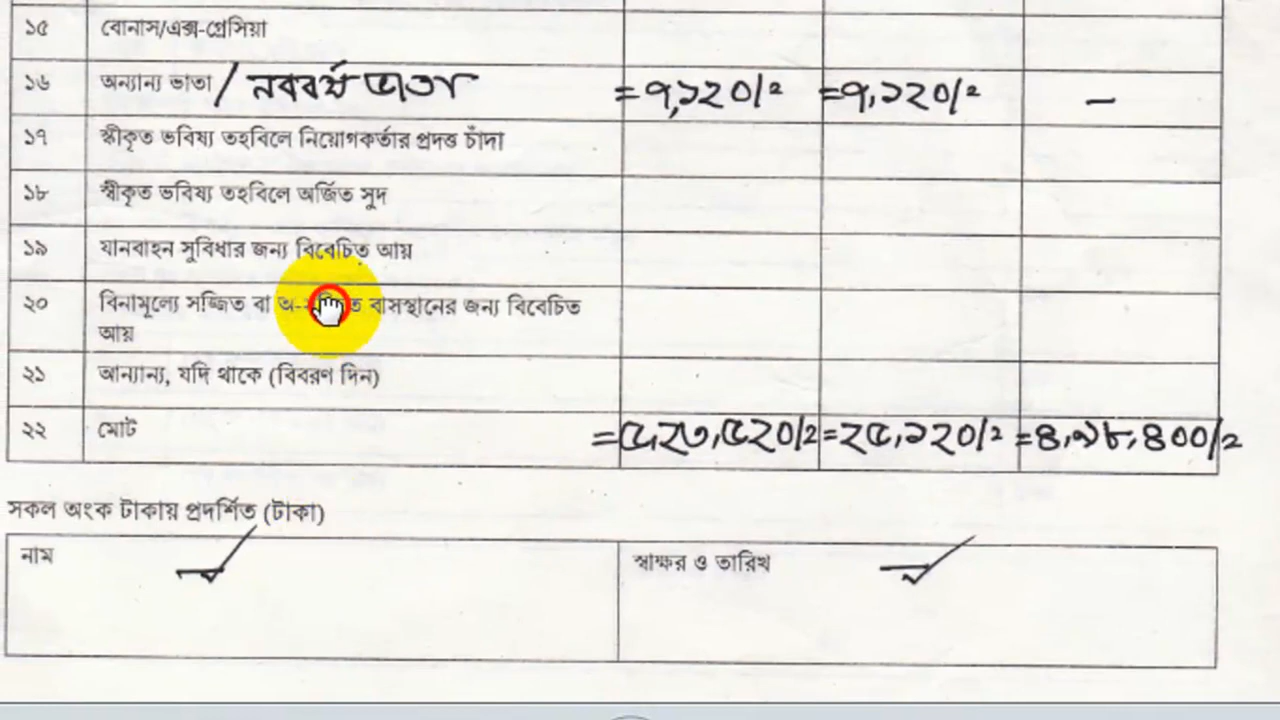 ১৫ বোনাস/এক্স-গ্রেসিয়া
১৬ অন্যান্য ভাতা / নববর্ষ ভাতা =৭,১২০/= =৭,১২০/= –
১৭ স্বীকৃত ভবিষ্য তহবিলে নিয়োগকর্তার প্রদত্ত চাঁদা
১৮ স্বীকৃত ভবিষ্য তহবিলে অর্জিত সুদ
১৯ যানবাহন সুবিধার জন্য বিবেচিত আয়
২০ বিনামূল্যে সজ্জিত বা বাসস্থানের জন্য বিবেচিত
আয়
২১ অান্যান্য, যদি থাকে (বিবরণ দিন)
২২ মোট =৫,২৩,৫২০/= =২৫,১২০/= =৪,৯৮,৪০০/=
সকল অংক টাকায় প্রদর্শিত (টাকা)
নাম স্বাক্ষর ও তারিখ